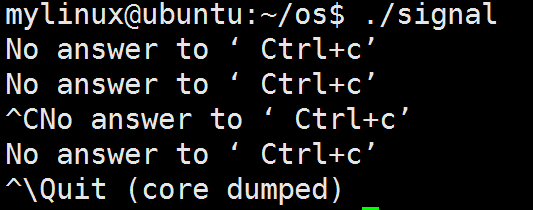 mylinux@ubuntu:~/os$ ./signal
No answer to ‘ Ctrl+c’
No answer to ‘ Ctrl+c’
^CNo answer to ‘ Ctrl+c’
No answer to ‘ Ctrl+c’
^\Quit (core dumped)